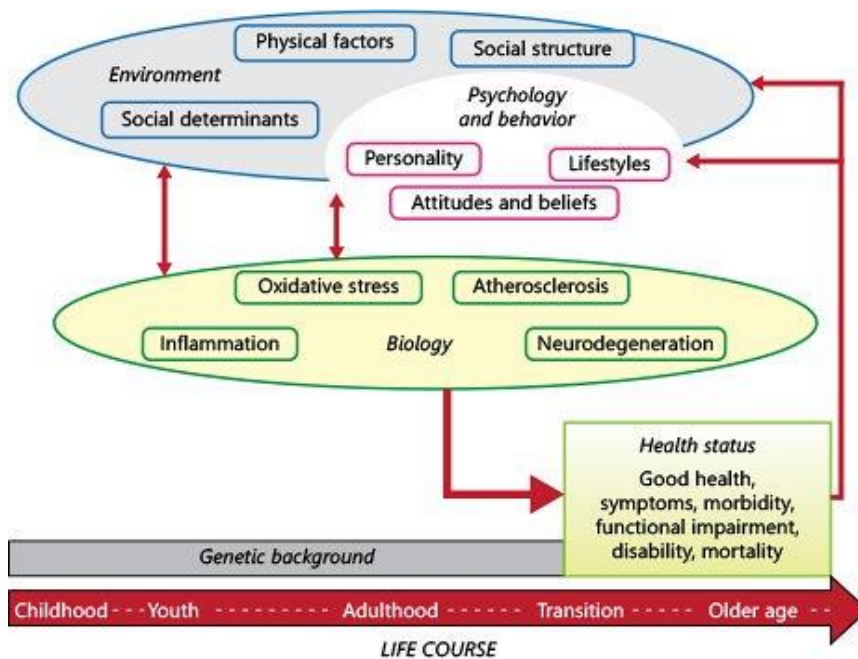 Physical factors
Social structure
Environment
Psychology
and behavior
Social determinants
Personality
Lifestyles
Attitudes and beliefs
Oxidative stress
Atherosclerosis
Inflammation
Biology
Neurodegeneration
Health status
Good health,
symptoms, morbidity,
functional impairment,
disability, mortality
Genetic background
Childhood - - - Youth - - - - - - - - - Adulthood - - - - - - Transition - - - - - Older age - -
LIFE COURSE